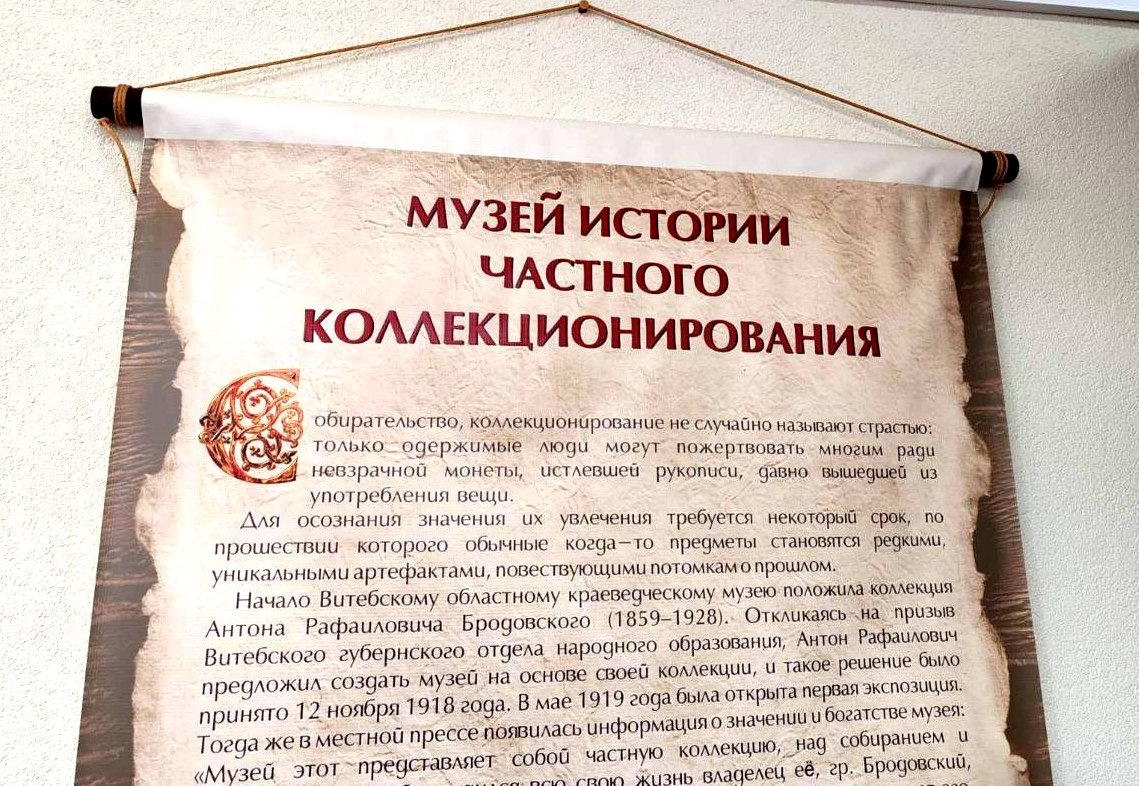 МУЗЕЙ ИСТОРИИ
ЧАСТНОГО
КОЛЛЕКЦИОНИРОВАНИЯ
Собирательство, коллекционирование не случайно называют страстью:
только одержимые люди могут пожертвовать многим ради
невзрачной монеты, истлевшей рукописи, давно вышедшей из
употребления вещи.
Для осознания значения их увлечения требуется некоторый срок, по
прошествии которого обычные когда-то предметы становятся редкими,
уникальными артефактами, повествующими потомкам о прошлом.
Начало Витебскому областному краеведческому музею положила коллекция
Антона Рафаиловича Бродовского (1859–1928). Откликаясь на призыв
Витебского губернского отдела народного образования, Антон Рафаилович
предложил создать музей на основе своей коллекции, и такое решение было
принято 12 ноября 1918 года. В мае 1919 года была открыта первая экспозиция.
Тогда же в местной прессе появилась информация о значении и богатстве музея:
«Музей этот представляет собой частную коллекцию, над собиранием и
всю свою жизнь владелец её, гр. Бродовский,